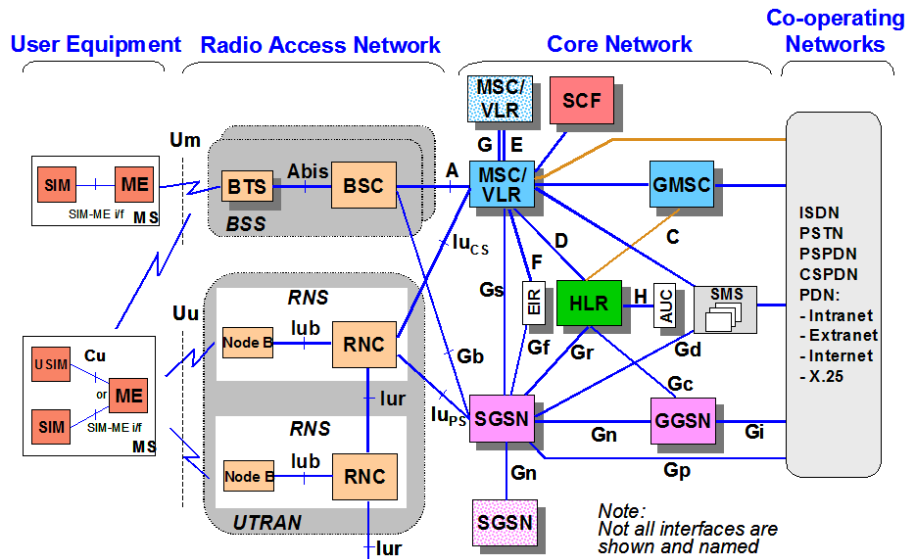 User Equipment
Radio Access Network
Core Network
Co-operating
Networks
MSC/
VLR
SCF
G
E
Um
SIM
ME
SIM-ME i/f
MS
BTS
Abis
BSC
BSS
A
MSC/
VLR
GMSC
Iu CS
D
C
F
Gs
EIR
HLR
H
AUC
SMS
ISDN
PSTN
PSPDN
CSPDN
PDN:
- Intranet
- Extranet
- Internet
- X.25
Uu
RNS
Node B
Iub
RNC
Gb
Gf
Gr
Gd
Gc
USIM
Cu
or
ME
SIM
SIM-ME i/f
MS
Iur
Iu PS
SGSN
Gn
GGSN
Gi
Gp
RNS
Node B
Iub
RNC
UTRAN
Iur
Gn
SGSN
Note:
Not all interfaces are
shown and named